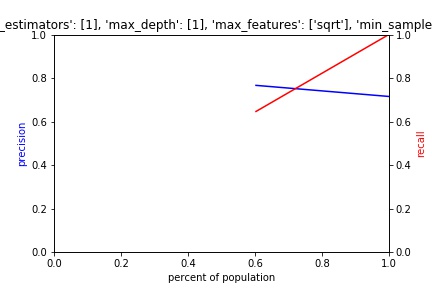 _estimators': [1], 'max_depth': [1], 'max_features': ['sqrt'], 'min_sample
1.0 1.0
0.8 0.8
0.6 0.6
0.4 0.4
0.2 0.2
0.0 0.0
precision
recall
0.0 0.2 0.4 0.6 0.8 1.0
percent of population